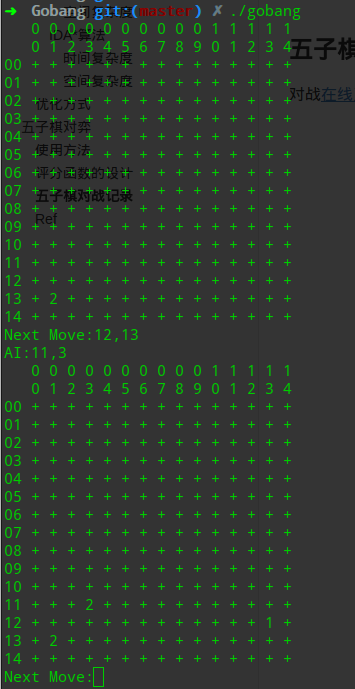 ➜ Gobang git:(master) ✗ ./gobang
0 0 0 0 0 0 0 0 0 0 1 1 1 1 1
IDA 算法
0 1 2 3 4 5 6 7 8 9 0 1 2 3 4
五子棋
00 + + + + + + + + + + + + + + +
时间复杂度
01 + + + + + + + + + + + + + + +
空间复杂度
对战在线
02 + + + + + + + + + + + + + + +
优化方式
03 + + + + + + + + + + + + + + +
五子棋对弈
04 + + + + + + + + + + + + + + +
05 + + + + + + + + + + + + + + +
使用方法
06 + + + + + + + + + + + + + + +
评分函数的设计
07 + + + + + + + + + + + + + + +
五子棋对战记录
08 + + + + + + + + + + + + + + +
Ref
09 + + + + + + + + + + + + + + +
10 + + + + + + + + + + + + + + +
11 + + + + + + + + + + + + + + +
12 + + + + + + + + + + + + + + +
13 + 2 + + + + + + + + + + + + +
14 + + + + + + + + + + + + + + +
Next Move:12,13
AI:11,3
0 0 0 0 0 0 0 0 0 0 1 1 1 1 1
0 1 2 3 4 5 6 7 8 9 0 1 2 3 4
00 + + + + + + + + + + + + + + +
01 + + + + + + + + + + + + + + +
02 + + + + + + + + + + + + + + +
03 + + + + + + + + + + + + + + +
04 + + + + + + + + + + + + + + +
05 + + + + + + + + + + + + + + +
06 + + + + + + + + + + + + + + +
07 + + + + + + + + + + + + + + +
08 + + + + + + + + + + + + + + +
09 + + + + + + + + + + + + + + +
10 + + + + + + + + + + + + + + +
11 + + + 2 + + + + + + + + + + +
12 + + + + + + + + + + + + + 1 +
13 + 2 + + + + + + + + + + + + +
14 + + + + + + + + + + + + + + +
Next Move: